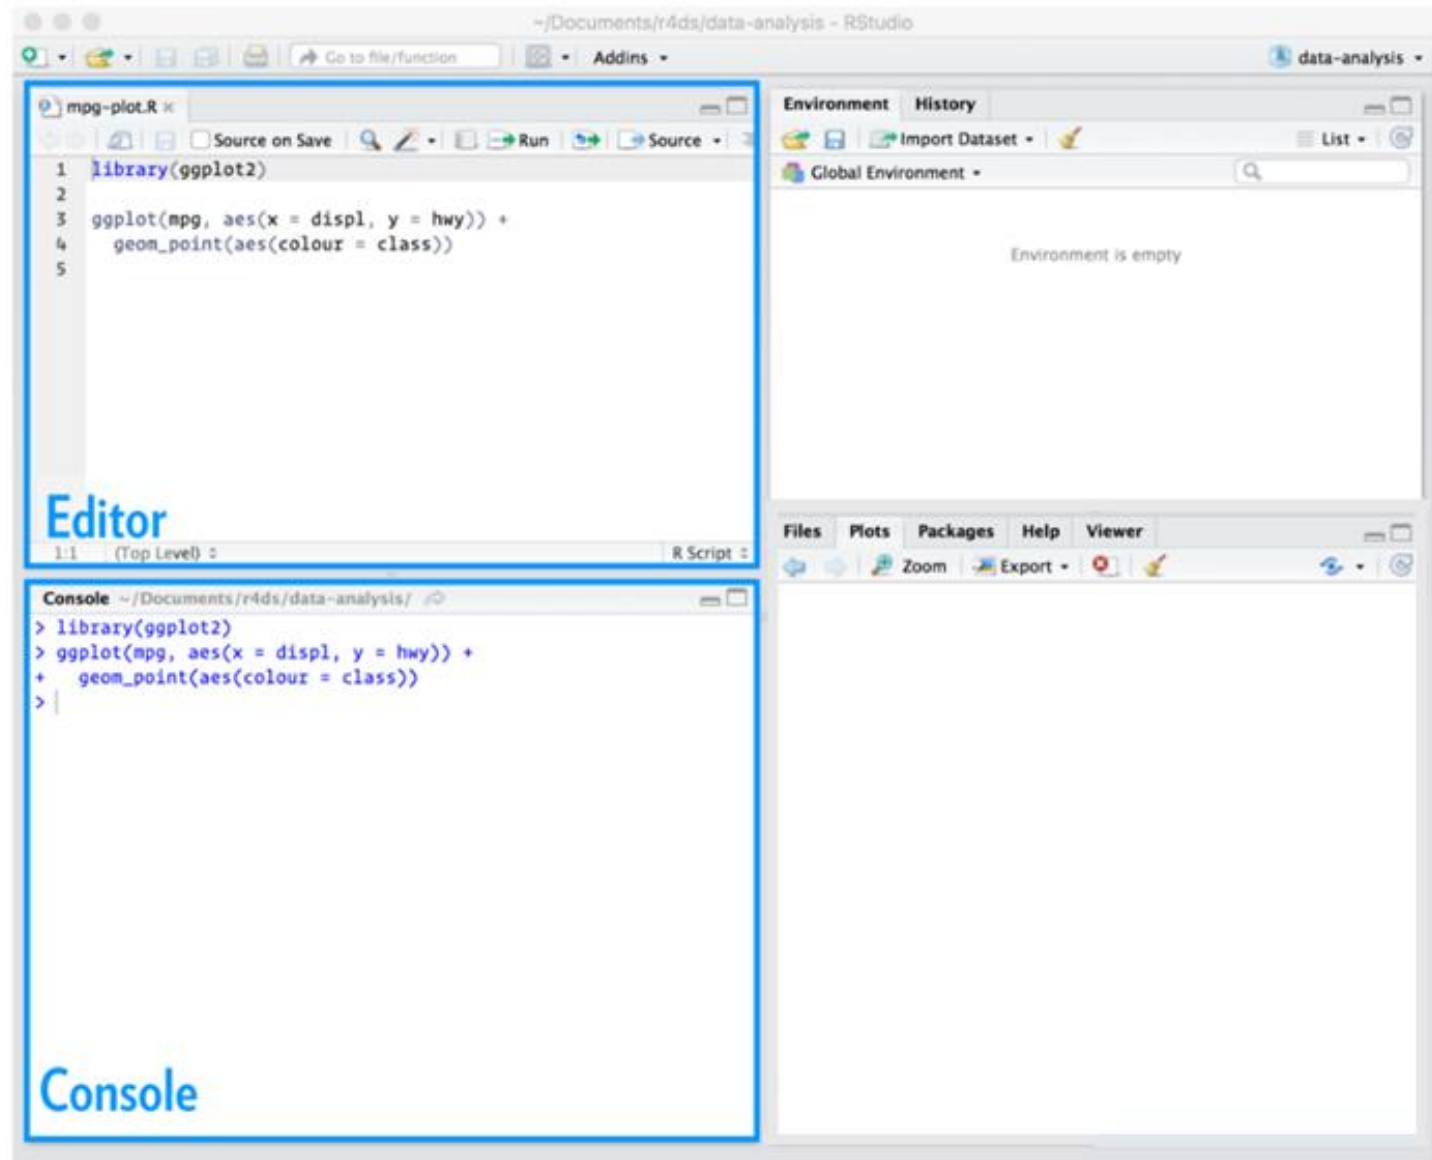 ~/Documents/r4ds/data-analysis - RStudio
Go to file/function Addins data-analysis
mpg-plot.R
Source on Save Run Source
1 library(ggplot2)
2
3 ggplot(mpg, aes(x = displ, y = hwy)) +
4 geom_point(aes(colour = class))
5
Editor
1:1 (Top Level) R Script
Console ~/Documents/r4ds/data-analysis/
> library(ggplot2)
> ggplot(mpg, aes(x = displ, y = hwy)) +
+ geom_point(aes(colour = class))
>
Console
Environment History
Import Dataset List
Global Environment
Environment is empty
Files Plots Packages Help Viewer
Zoom Export